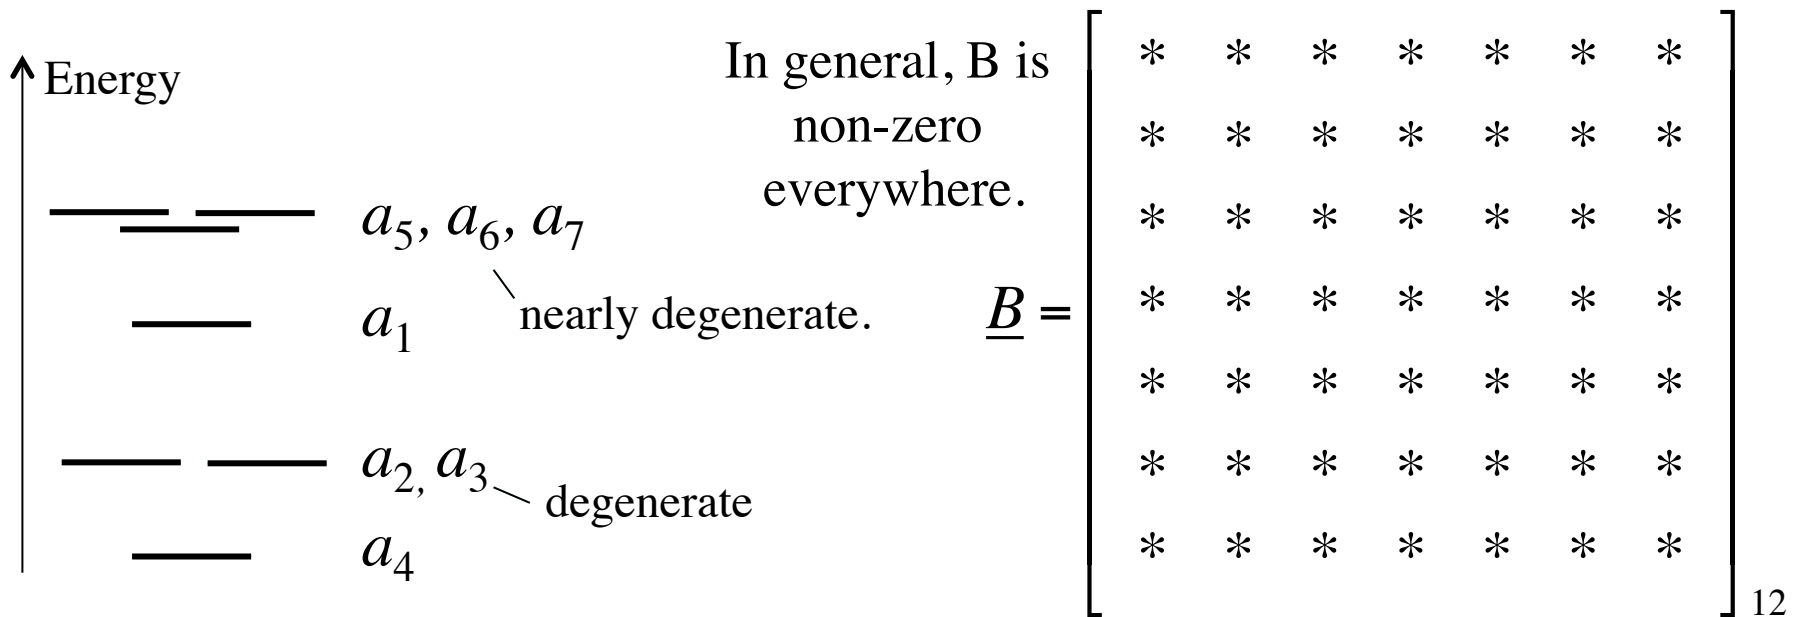 Energy
a5, a6, a7
nearly degenerate.
a1
a2, a3
degenerate
a4
In general, B is
non-zero
everywhere.
B =
* * * * * * *
* * * * * * *
* * * * * * *
* * * * * * *
* * * * * * *
* * * * * * *
* * * * * * *
12